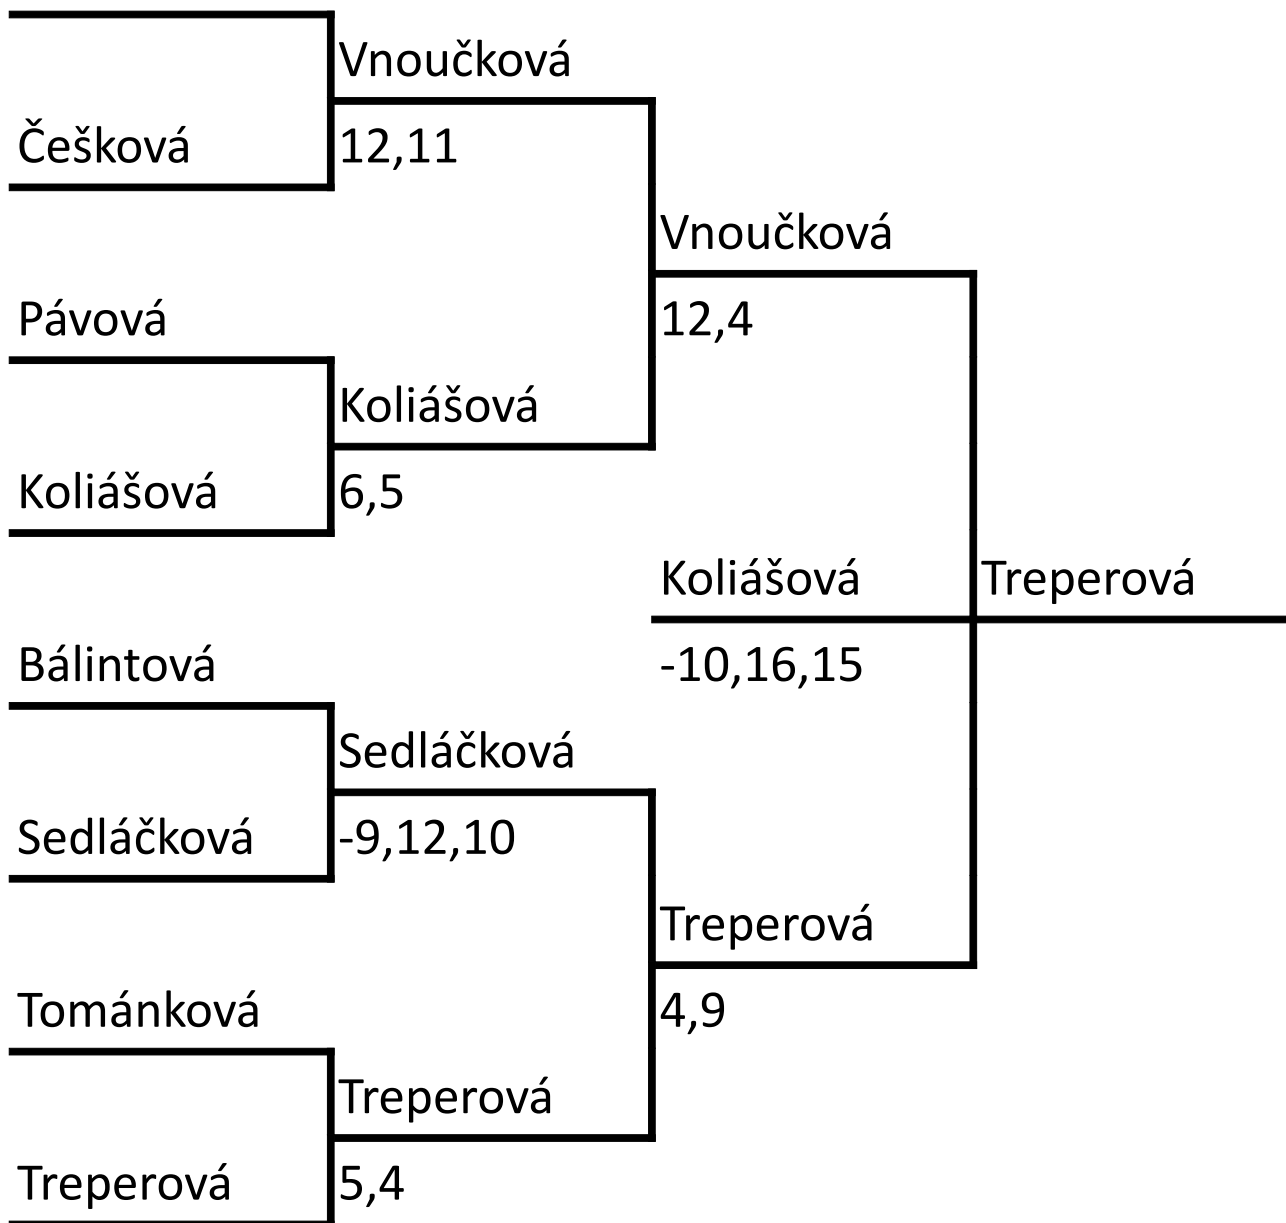 Vnoučková
Češková
12,11
Vnoučková
Pávová
12,4
Koliášová
Koliášová
6,5
Koliášová
Treperová
Bálintová
-10,16,15
Sedláčková
Sedláčková
-9,12,10
Treperová
Tománková
4,9
Treperová
Treperová
5,4